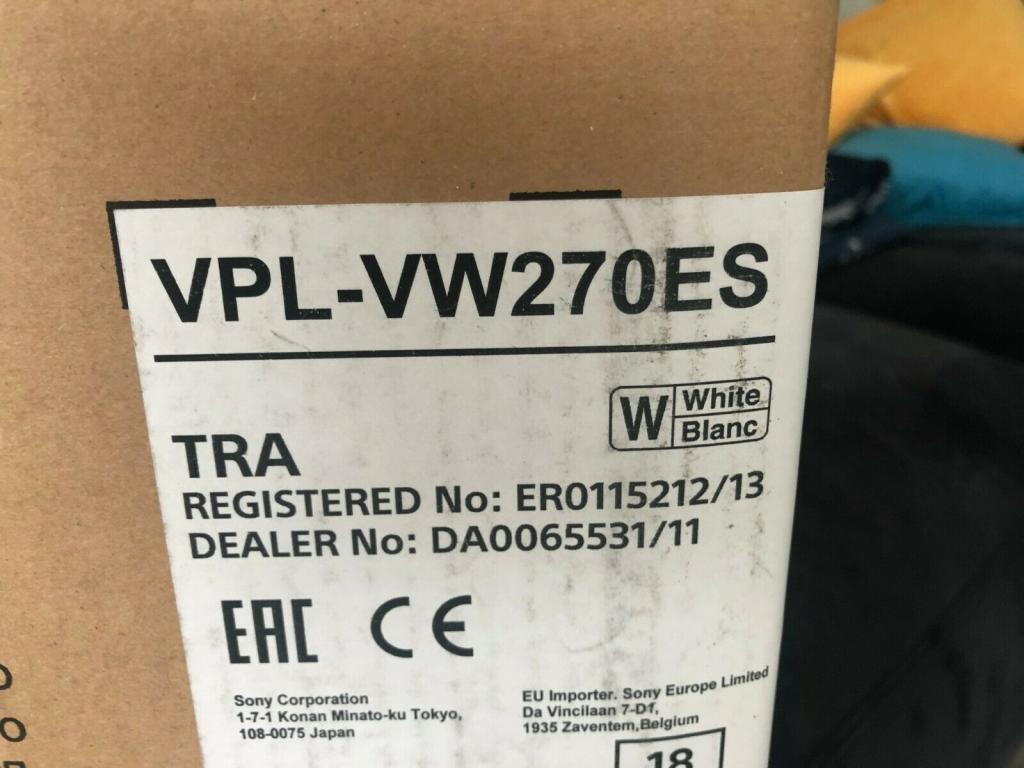 VPL-VW270ES
W White
Blanc
TRA
REGISTERED No: ER0115212/13
DEALER No: DA0065531/11
EAC CE
Sony Corporation
1-7-1 Konan Minato-ku Tokyo,
108-0075 Japan
EU Importer. Sony Europe Limited
Da Vincilaan 7-D1,
1935 Zaventem,Belgium
18